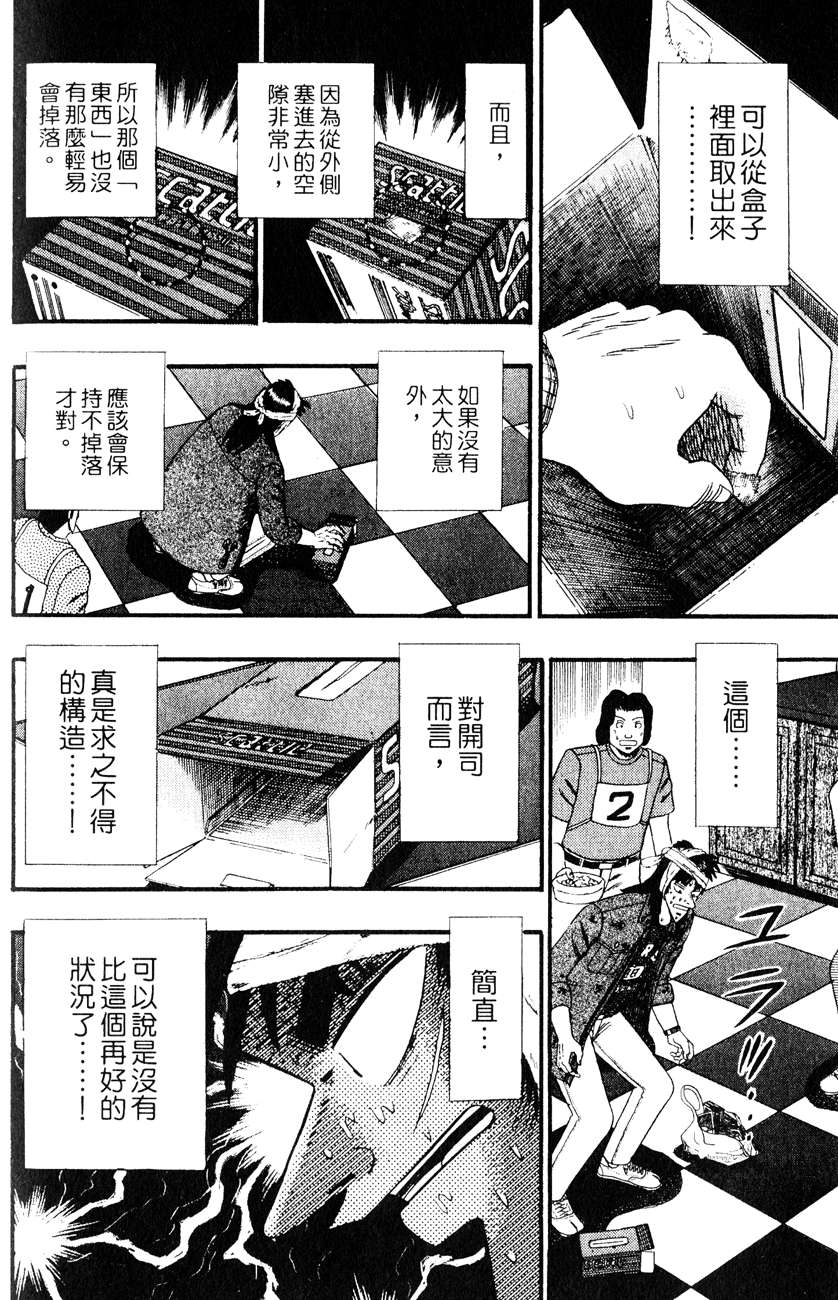 可以從盒子
裡面取出來
…………！
而且，
因為從外側
塞進去的空
隙非常小，
所以那個「
東西」也沒
有那麼輕易
會掉落。
如果沒有
太大的意
外，
應該會保
持不掉落
才對。
這個……
2
ユラ…
對開司
而言，
真是求之不得
的構造……！
簡直…
可以說是沒有
比這個再好的
狀況了……！